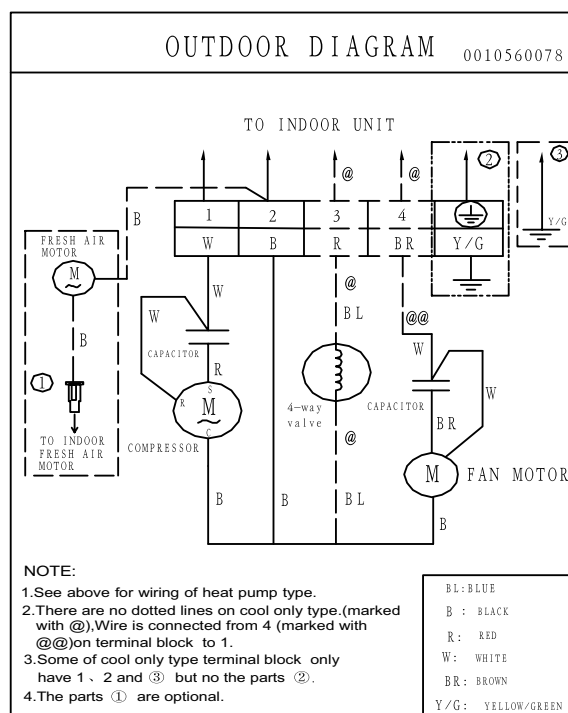 OUTDOOR DIAGRAM 0010560078
TO INDOOR UNIT
@ @ ② ③
B
1 2 3 4
W B R BR Y/G
Y/G
FRESH AIR
MOTOR
M
B
①
TO INDOOR
FRESH AIR
MOTOR
W
W
CAPACITOR
R
S
R
M
C
COMPRESSOR
B
B
@
BL
4-way
valve
@
BL
@@
W
W
CAPACITOR
BR
M
FAN MOTOR
B
NOTE:
1.See above for wiring of heat pump type.
2.There are no dotted lines on cool only type.(marked
with @),Wire is connected from 4 (marked with
@@)on terminal block to 1.
3.Some of cool only type terminal block only
have 1、2 and ③ but no the parts ②.
4.The parts ① are optional.
BL:BLUE
B : BLACK
R: RED
W: WHITE
BR: BROWN
Y/G: YELLOW/GREEN